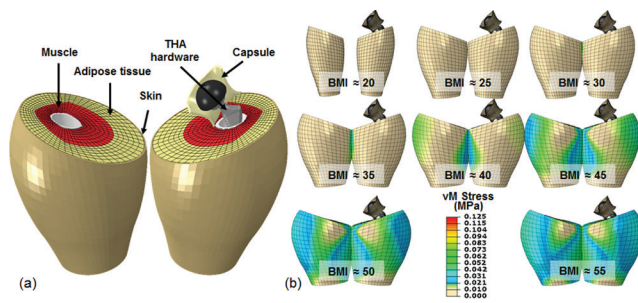 Muscle
Adipose tissue
THA
hardware
Capsule
Skin
(a)
BMI ≈ 20
BMI ≈ 25
BMI ≈ 30
BMI ≈ 35
BMI ≈ 40
BMI ≈ 45
vM Stress
(MPa)
0.125
0.115
0.104
0.094
0.083
0.073
0.062
0.052
0.042
0.031
0.021
0.010
0.000
BMI ≈ 50
BMI ≈ 55
(b)